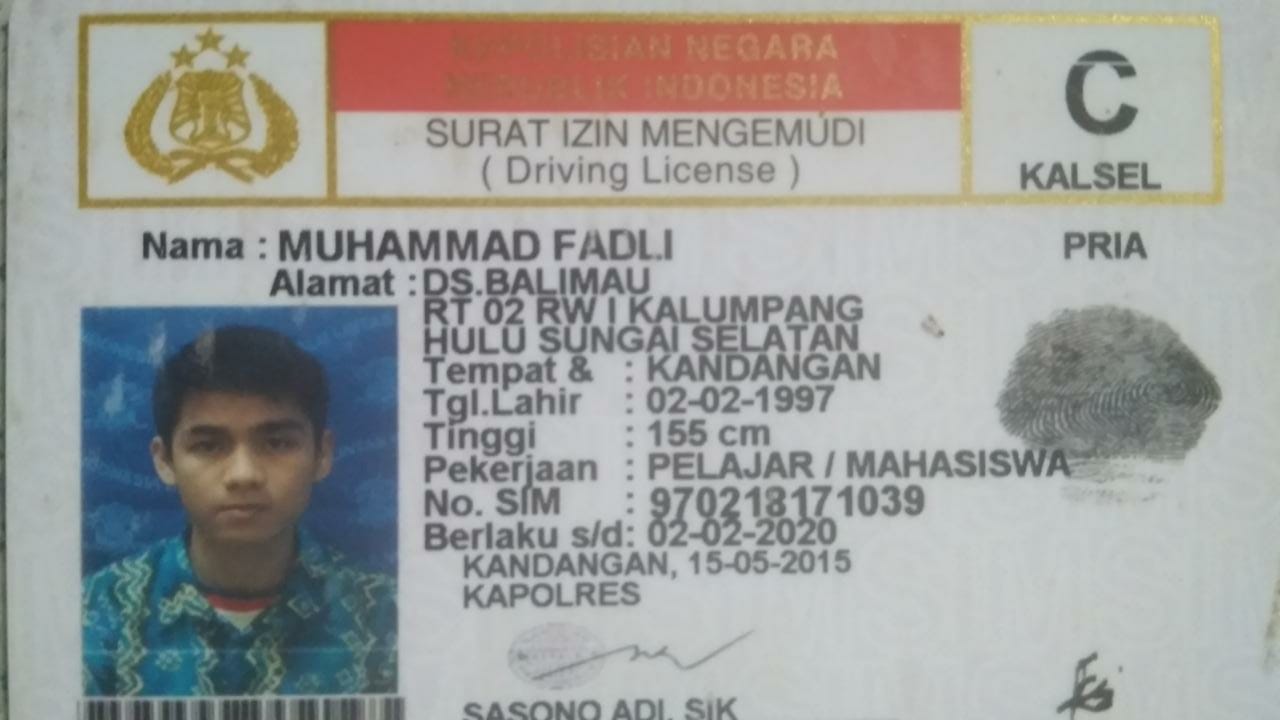 KEPOLISIAN NEGARA
REPUBLIK INDONESIA
SURAT IZIN MENGEMUDI
( Driving License )
C
KALSEL
Nama : MUHAMMAD FADLI
PRIA
Alamat : DS.BALIMAU
RT 02 RW I KALUMPANG
HULU SUNGAI SELATAN
Tempat & : KANDANGAN
Tgl.Lahir : 02-02-1997
Tinggi : 155 cm
Pekerjaan : PELAJAR / MAHASISWA
No. SIM : 970218171039
Berlaku s/d: 02-02-2020
KANDANGAN, 15-05-2015
KAPOLRES
SASONO ADI, SIK